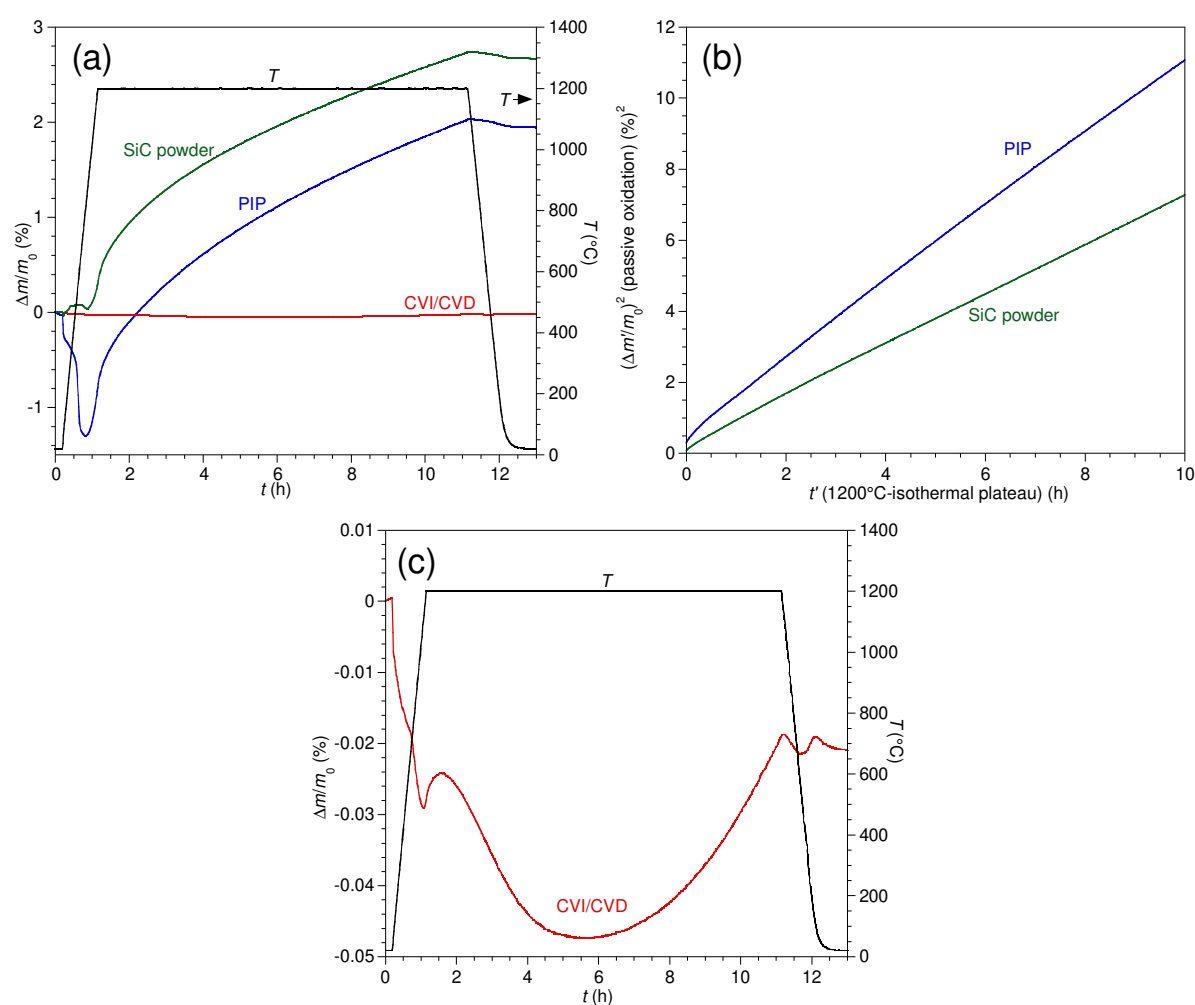 (a)
3
2
1
0
-1
Δm/m0 (%)
0
2
4
6
8
10
12
t (h)
1400
1200
1000
800
600
400
200
0
T (°C)
T
T
SiC powder
PIP
CVI/CVD
(b)
12
10
8
6
4
2
0
(Δm'/m0)² (passive oxidation) (%)²
0
2
4
6
8
10
t' (1200°C-isothermal plateau) (h)
PIP
SiC powder
(c)
0.01
0
-0.01
-0.02
-0.03
-0.04
-0.05
Δm/m0 (%)
0
2
4
6
8
10
12
t (h)
1400
1200
1000
800
600
400
200
0
T (°C)
T
CVI/CVD